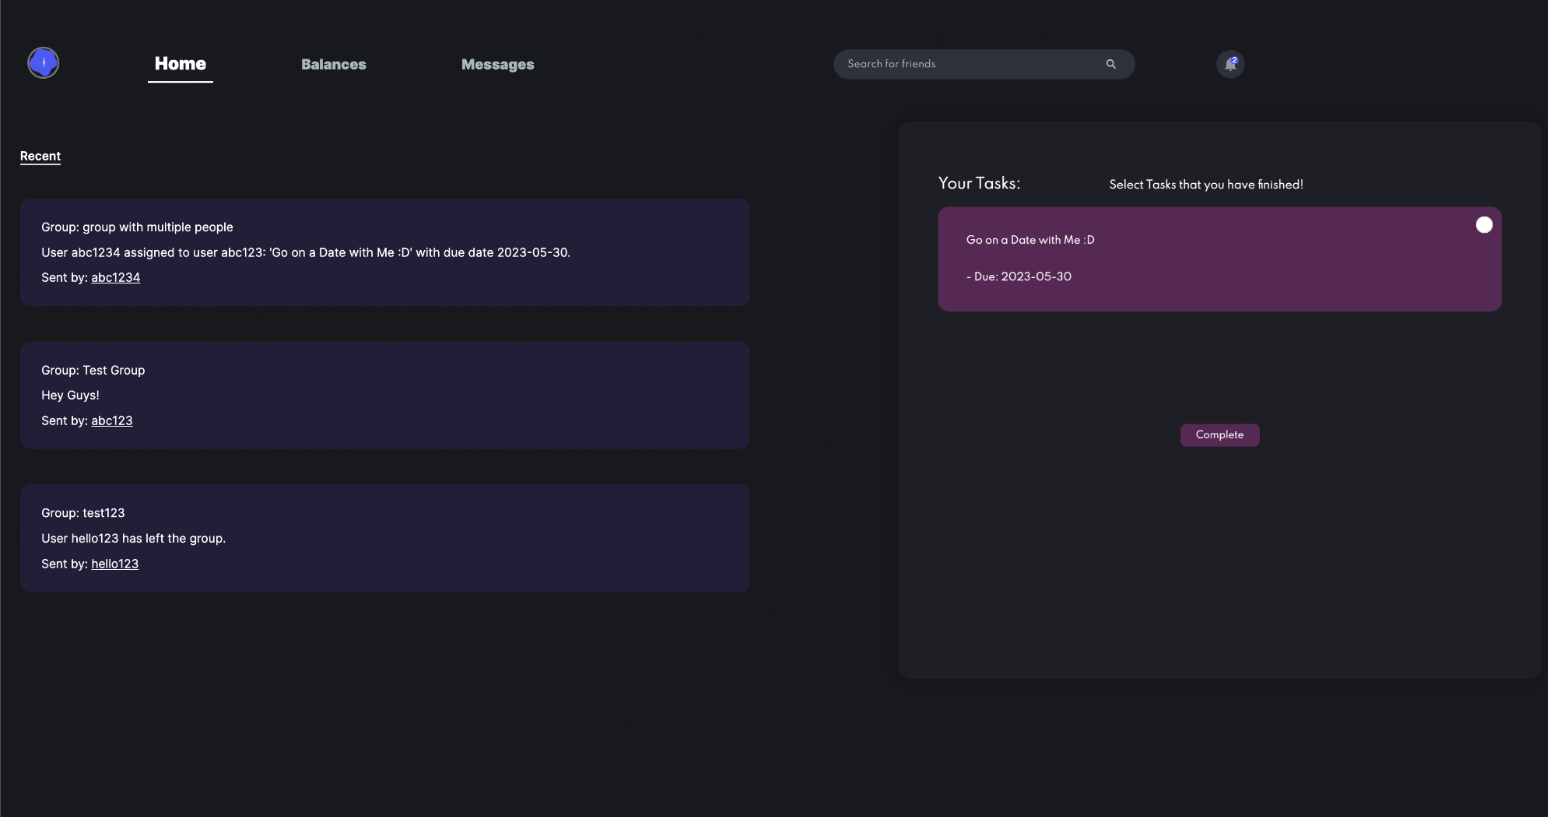 Home
Balances
Messages
Search for friends
2
Recent
Group: group with multiple people
User abc1234 assigned to user abc123: 'Go on a Date with Me :D' with due date 2023-05-30.
Sent by: abc1234
Group: Test Group
Hey Guys!
Sent by: abc123
Group: test123
User hello123 has left the group.
Sent by: hello123
Your Tasks:
Select Tasks that you have finished!
Go on a Date with Me :D
- Due: 2023-05-30
Complete